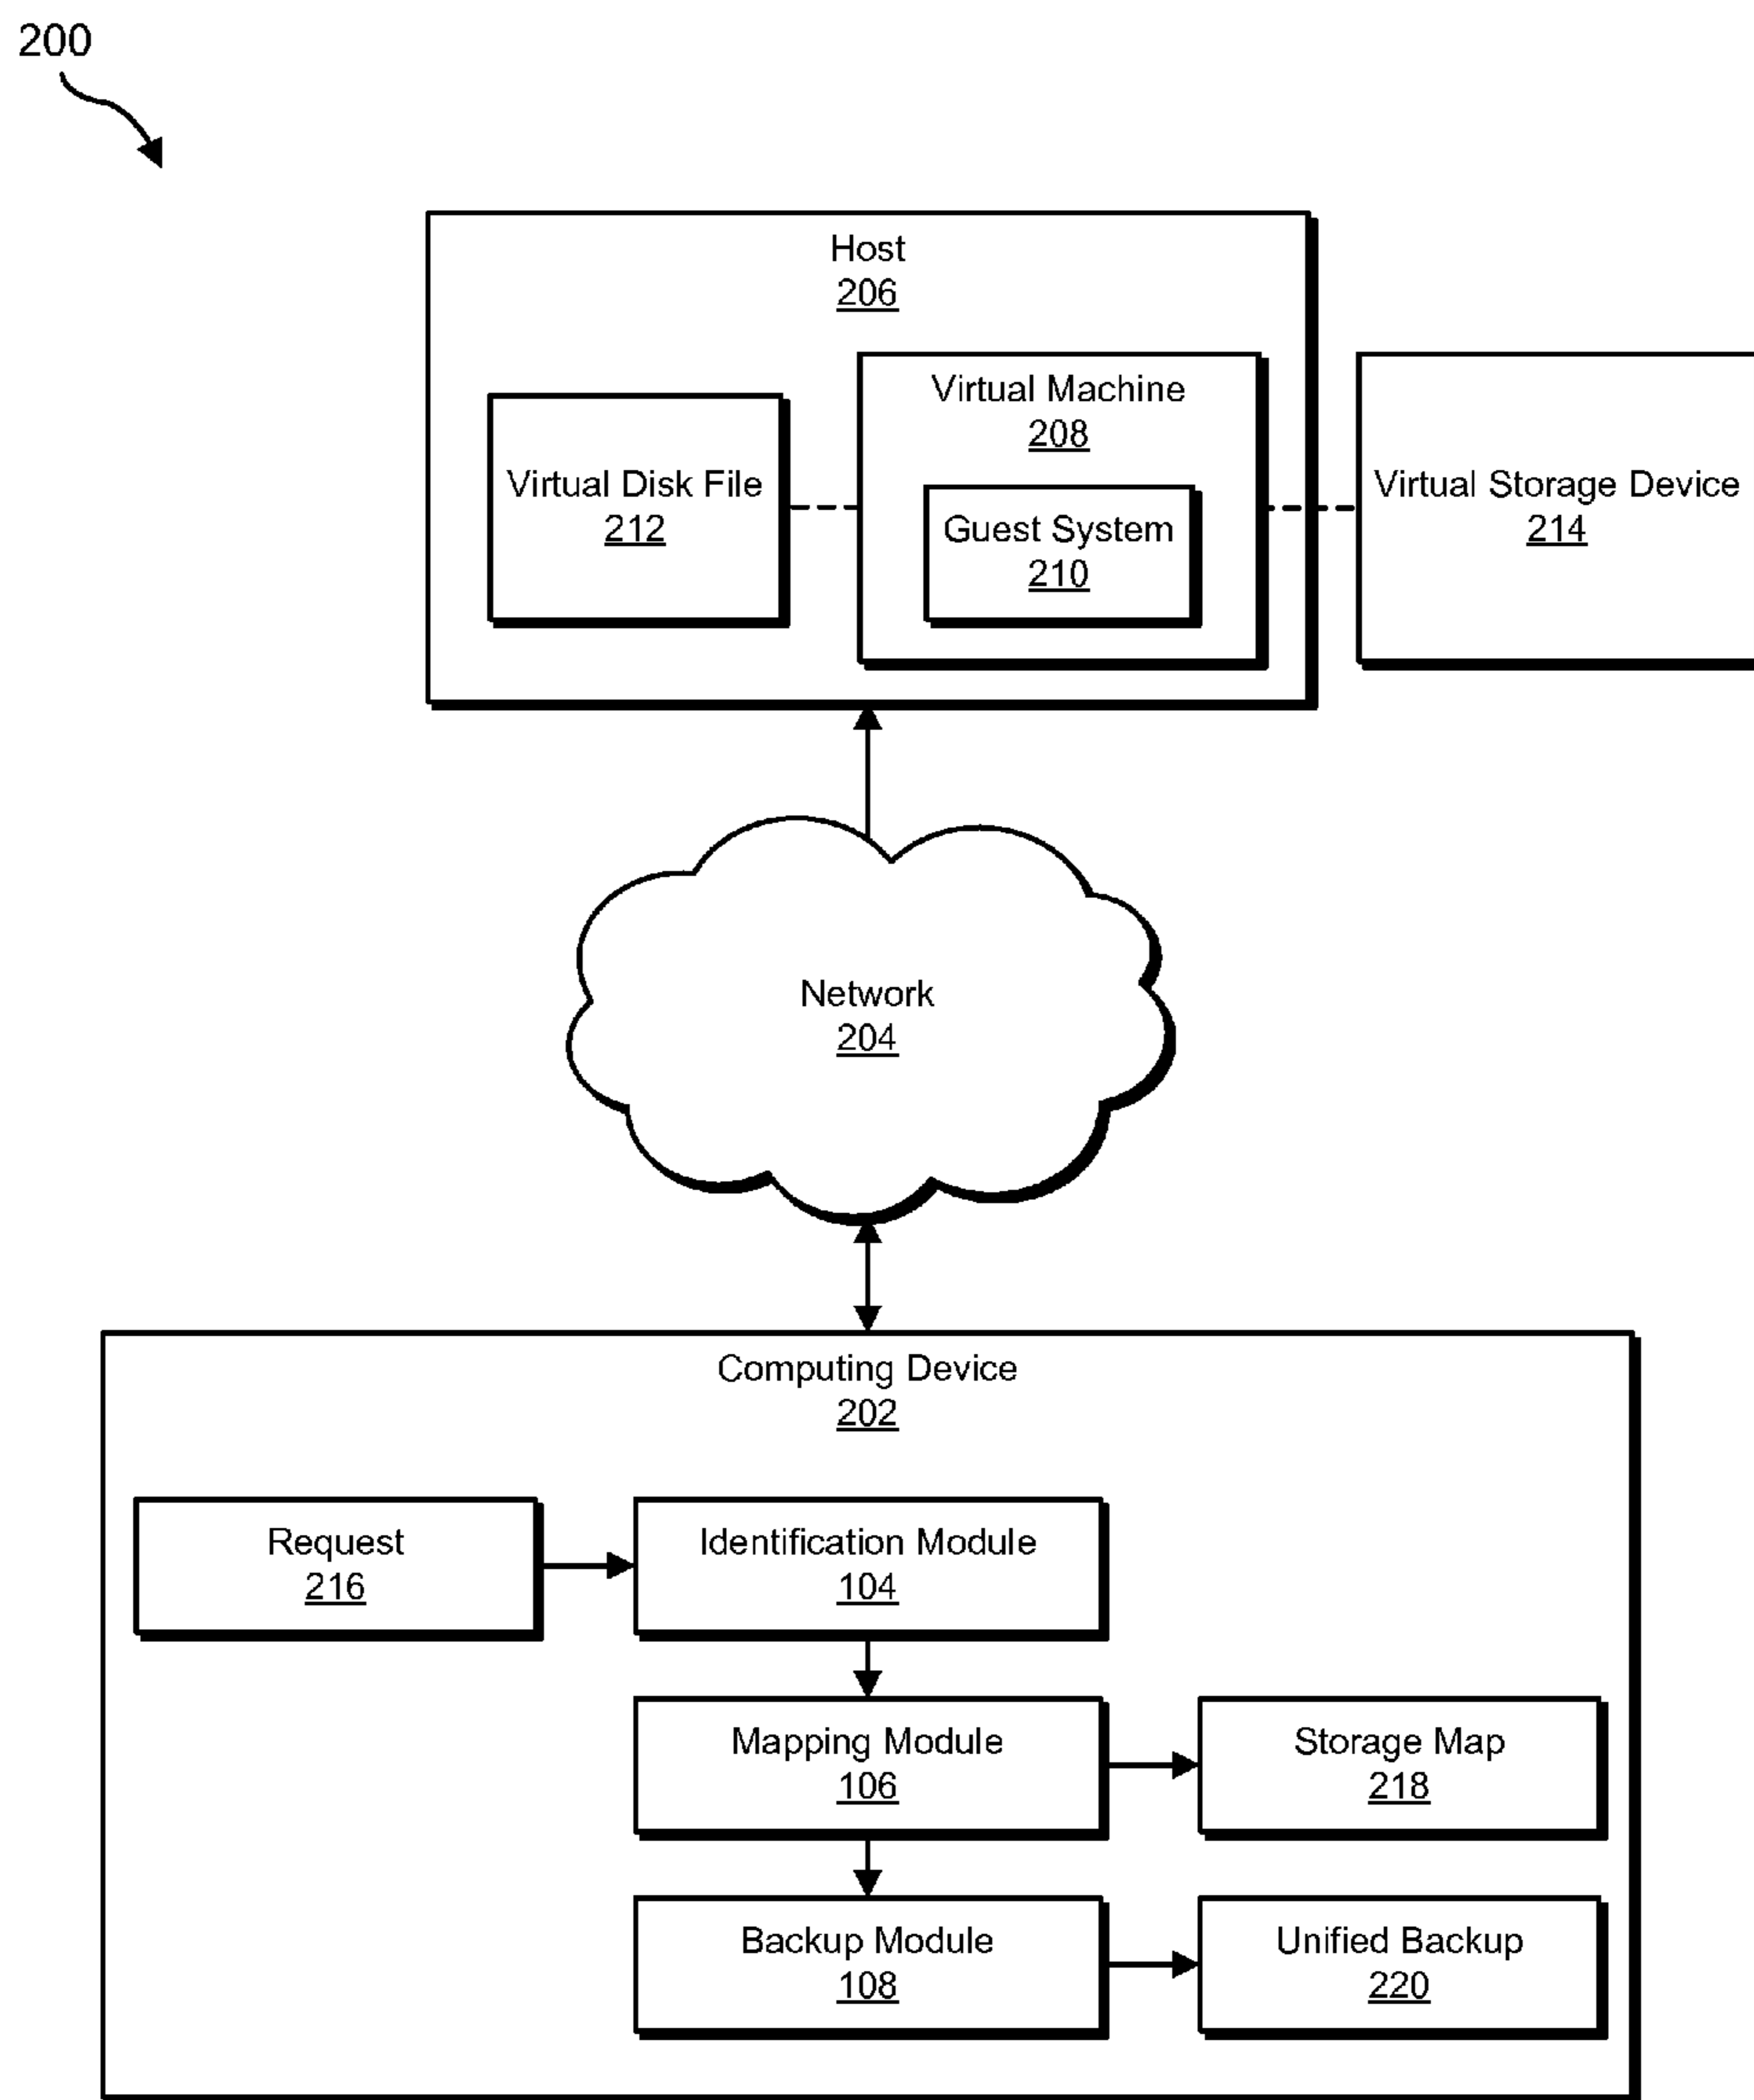 200
Host
206
Virtual Machine
208
Virtual Disk File
212
Guest System
210
Virtual Storage Device
214
Network
204
Computing Device
202
Request
216
Identification Module
104
Mapping Module
106
Storage Map
218
Backup Module
108
Unified Backup
220